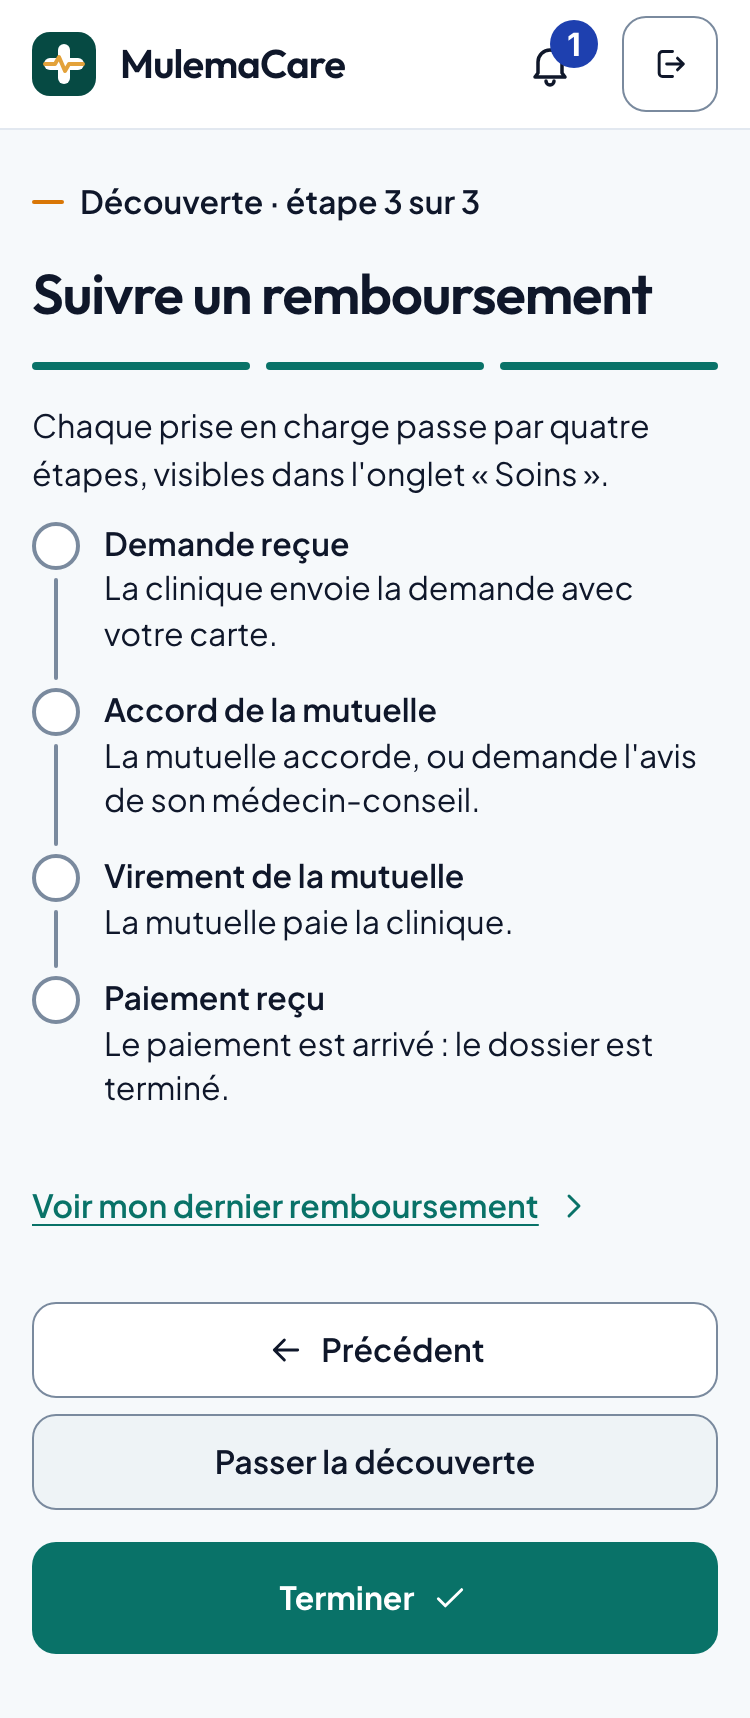 MulemaCare
1
Découverte · étape 3 sur 3
Suivre un remboursement
Chaque prise en charge passe par quatre
étapes, visibles dans l'onglet « Soins ».
Demande reçue
La clinique envoie la demande avec
votre carte.
Accord de la mutuelle
La mutuelle accorde, ou demande l'avis
de son médecin-conseil.
Virement de la mutuelle
La mutuelle paie la clinique.
Paiement reçu
Le paiement est arrivé : le dossier est
terminé.
Voir mon dernier remboursement
Précédent
Passer la découverte
Terminer